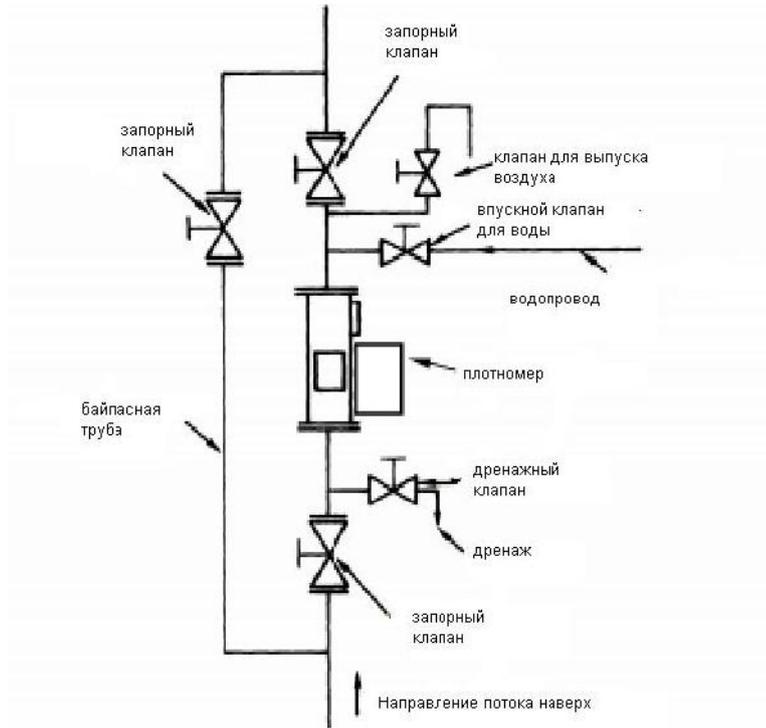 запорный
клапан
запорный
клапан
клапан для выпуска
воздуха
впускной клапан
для воды
водопровод
плотномер
байпасная
труба
дренажный
клапан
дренаж
запорный
клапан
Направление потока наверх